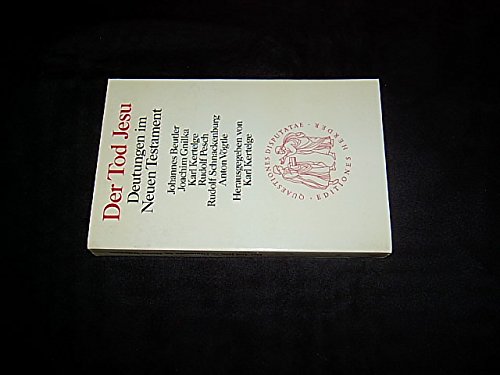 Der Tod Jesu
Deutungen im
Neuen Testament
Johannes Beutler
Joachim Gnilka
Karl Kertelge
Rudolf Pesch
Rudolf Schnackenburg
Anton Vögtle
Herausgegeben von
Karl Kertelge
QUAESTIONES DISPUTATAE · HERDER · EDITIONES ·